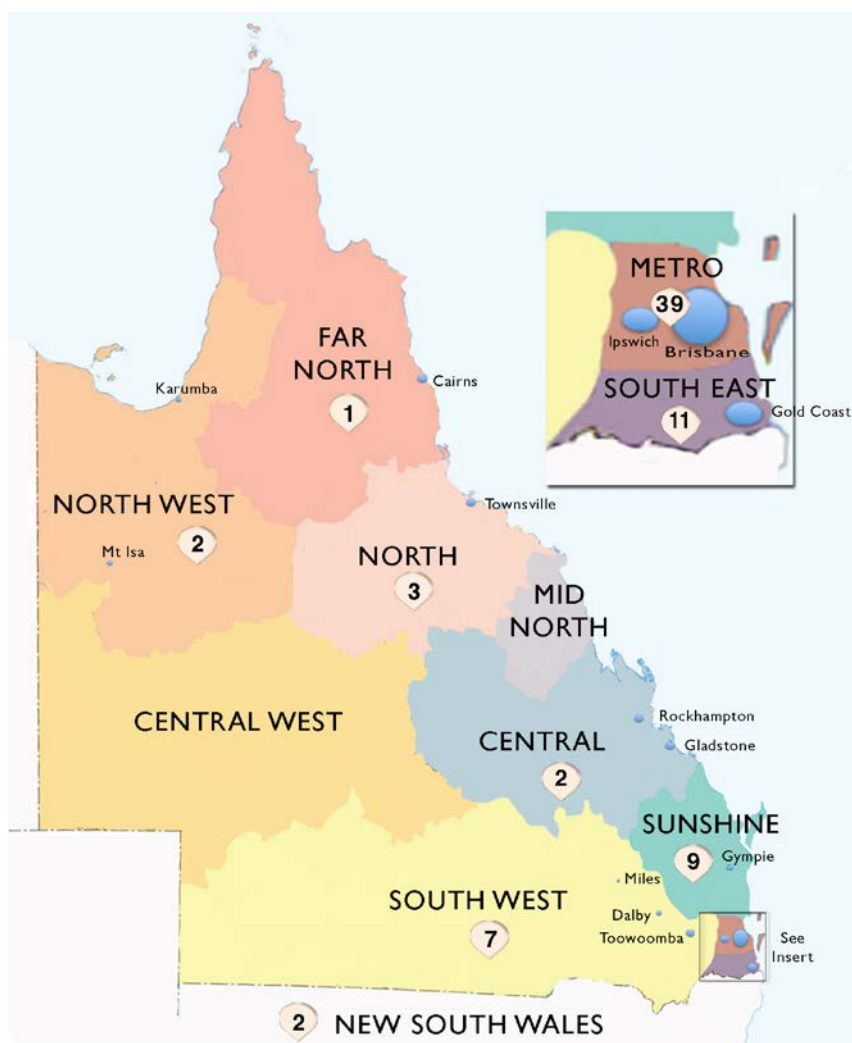 METRO
39
Ipswich
Brisbane
SOUTH EAST
11
Gold Coast
FAR
NORTH
1
Karumba
Cairns
NORTH WEST
2
Mt Isa
Townsville
NORTH
3
MID
NORTH
CENTRAL WEST
Rockhampton
CENTRAL
Gladstone
2
SUNSHINE
9
Gympie
Miles
SOUTH WEST
7
Dalby
Toowoomba
See
Insert
2
NEW SOUTH WALES